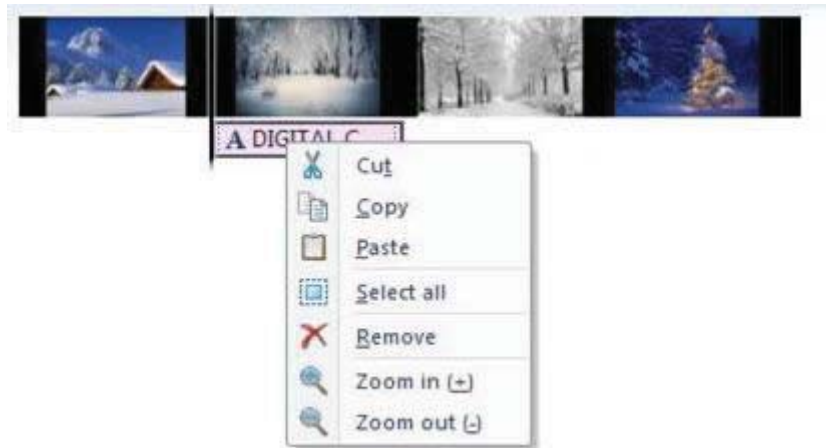 A DIGITAL C
Cut
Copy
Paste
Select all
Remove
Zoom in (+)
Zoom out (-)